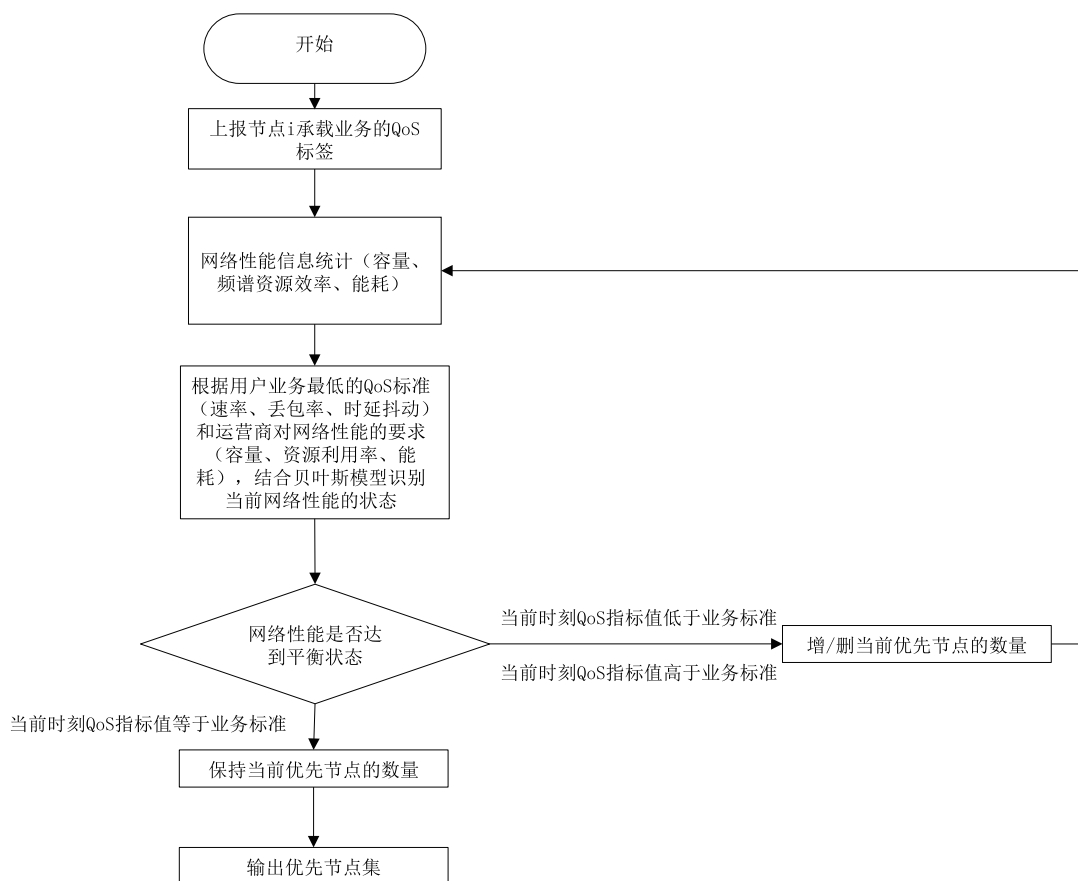 开始
上报节点i承载业务的QoS
标签
网络性能信息统计（容量、
频谱资源效率、能耗）
根据用户业务最低的QoS标准
（速率、丢包率、时延抖动）
和运营商对网络性能的要求
（容量、资源利用率、能
耗），结合贝叶斯模型识别
当前网络性能的状态
网络性能是否达
到平衡状态
当前时刻QoS指标值低于业务标准
当前时刻QoS指标值高于业务标准
增/删当前优先节点的数量
当前时刻QoS指标值等于业务标准
保持当前优先节点的数量
输出优先节点集